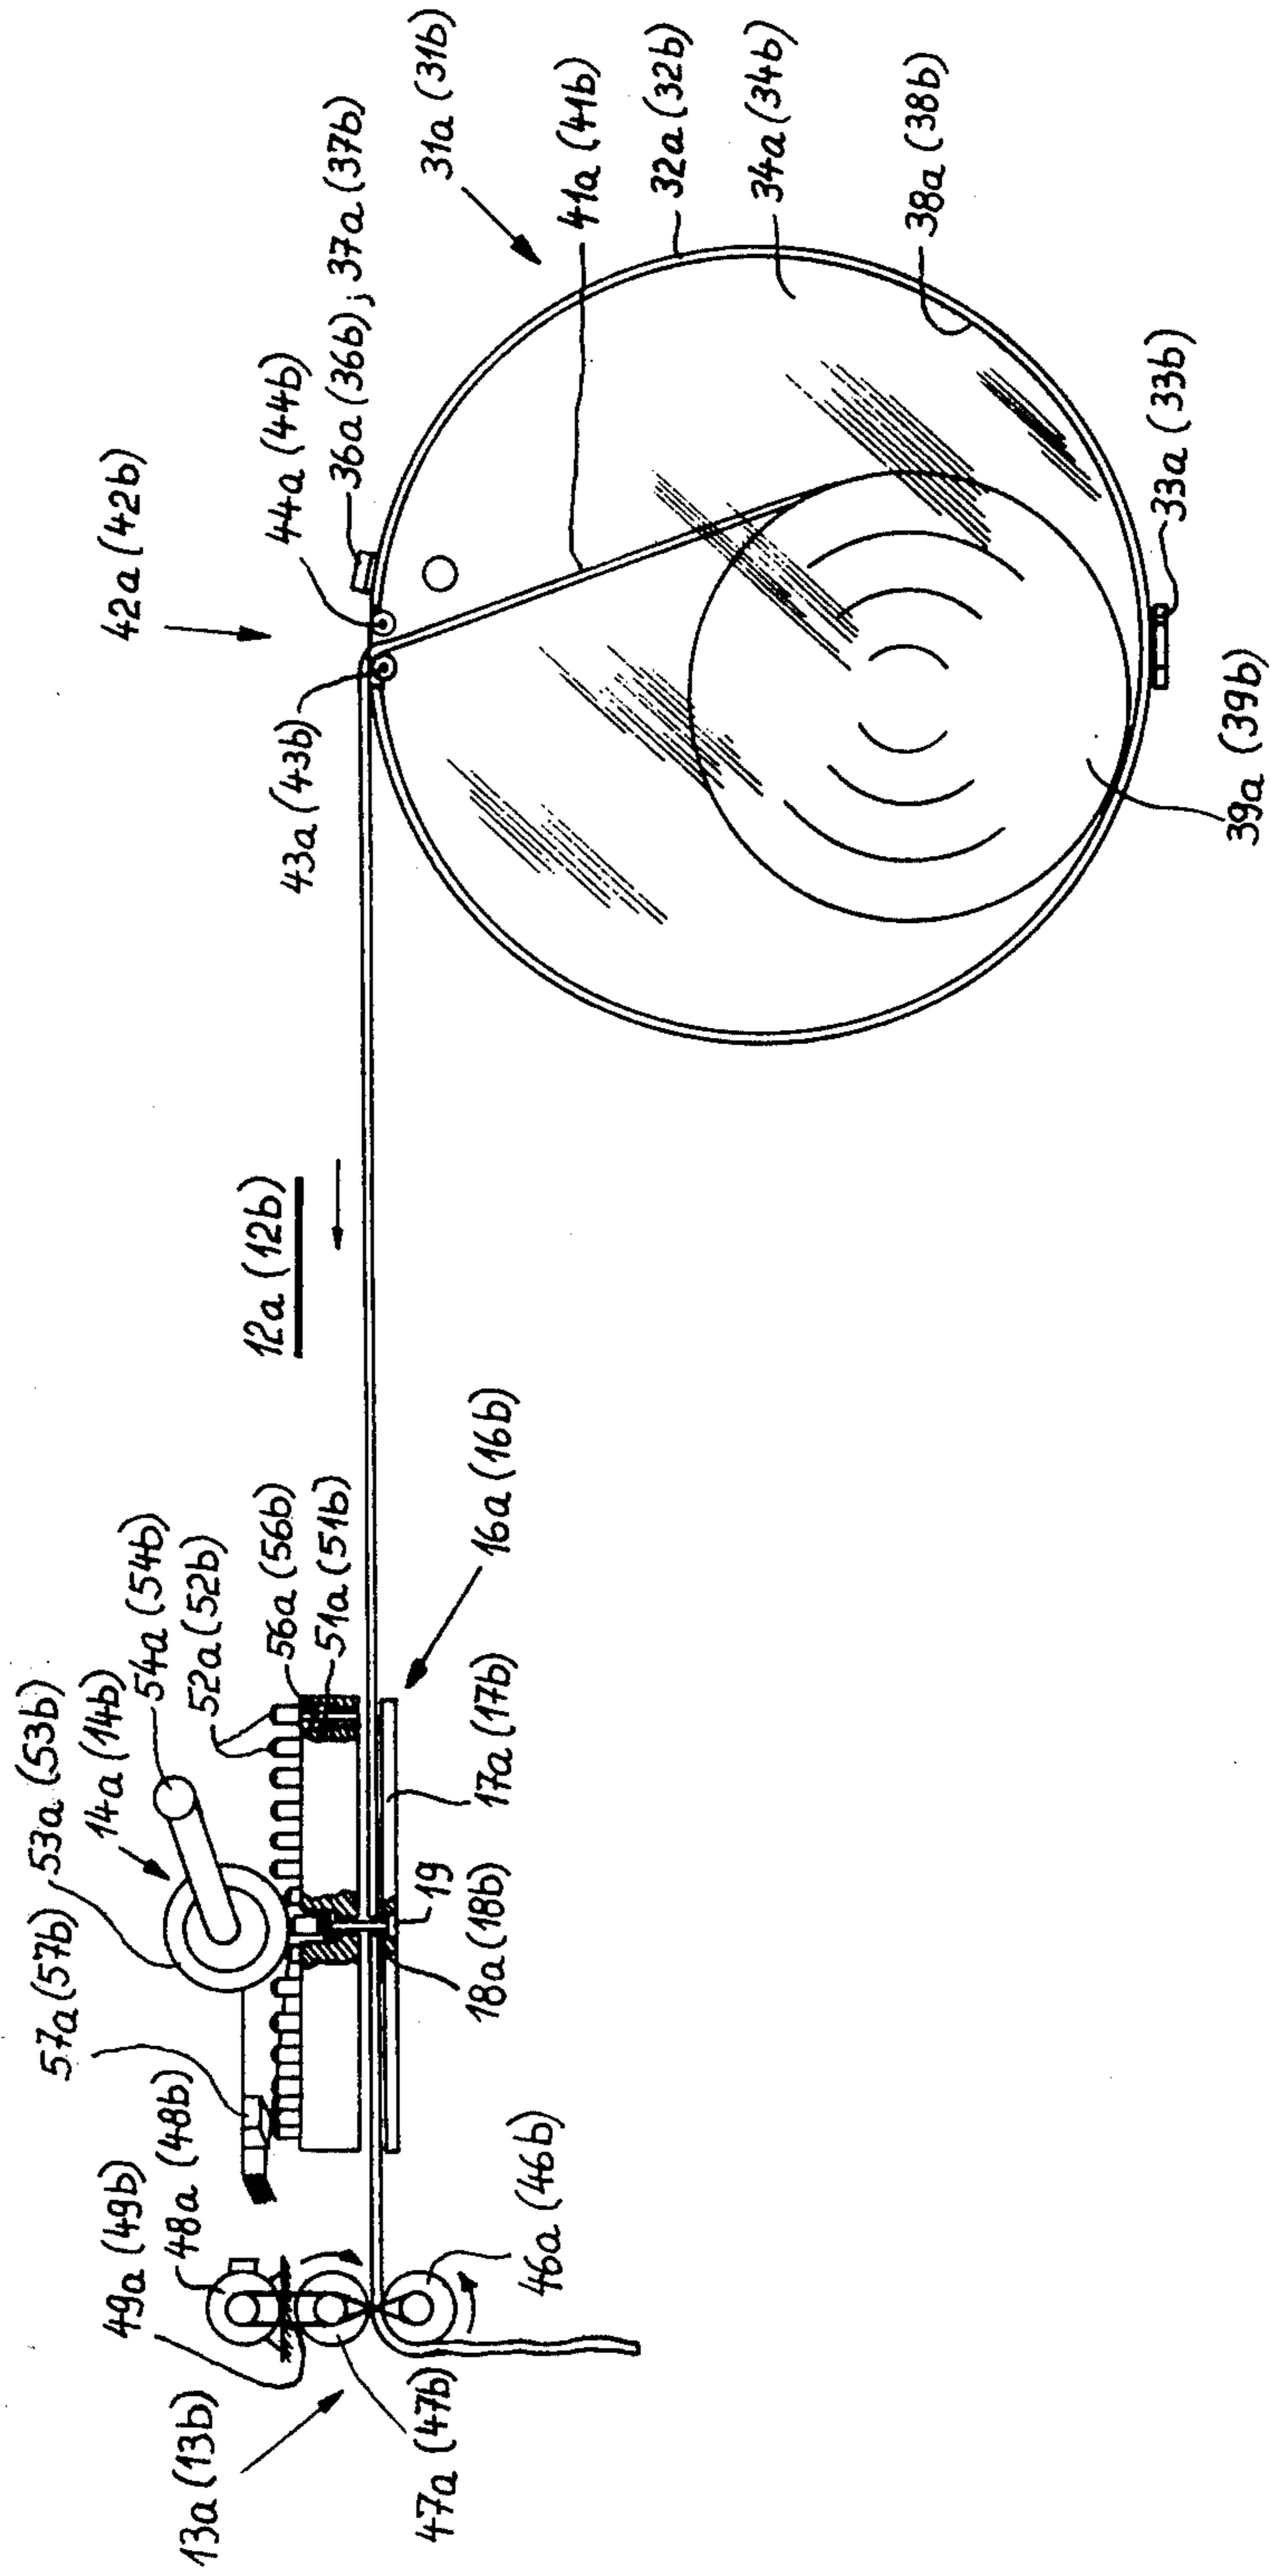 42a (42b)
31a (31b)
36a (36b) ; 37a (37b)
44a (44b)
41a (41b)
32a (32b)
34a (34b)
38a (38b)
43a (43b)
33a (33b)
39a (39b)
12a (12b)
16a (16b)
56a (56b)
51a (51b)
54a (54b)
52a (52b)
14a (14b)
53a (53b)
57a (57b)
17a (17b)
19
18a (18b)
49a (49b)
48a (48b)
46a (46b)
13a (13b)
47a (47b)